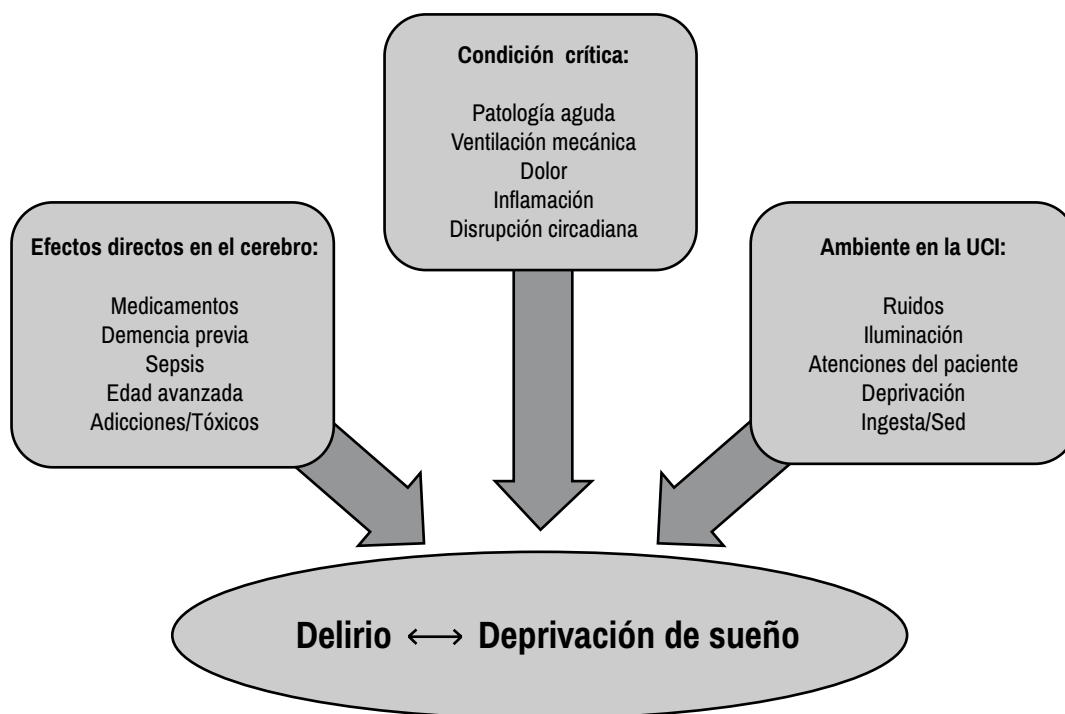 Condición crítica:
Patología aguda
Ventilación mecánica
Dolor
Inflamación
Disrupción circadiana
Efectos directos en el cerebro:
Medicamentos
Demencia previa
Sepsis
Edad avanzada
Adicciones/Tóxicos
Ambiente en la UCI:
Ruidos
Iluminación
Atenciones del paciente
Deprivación
Ingesta/Sed
Delirio ⟷ Deprivación de sueño